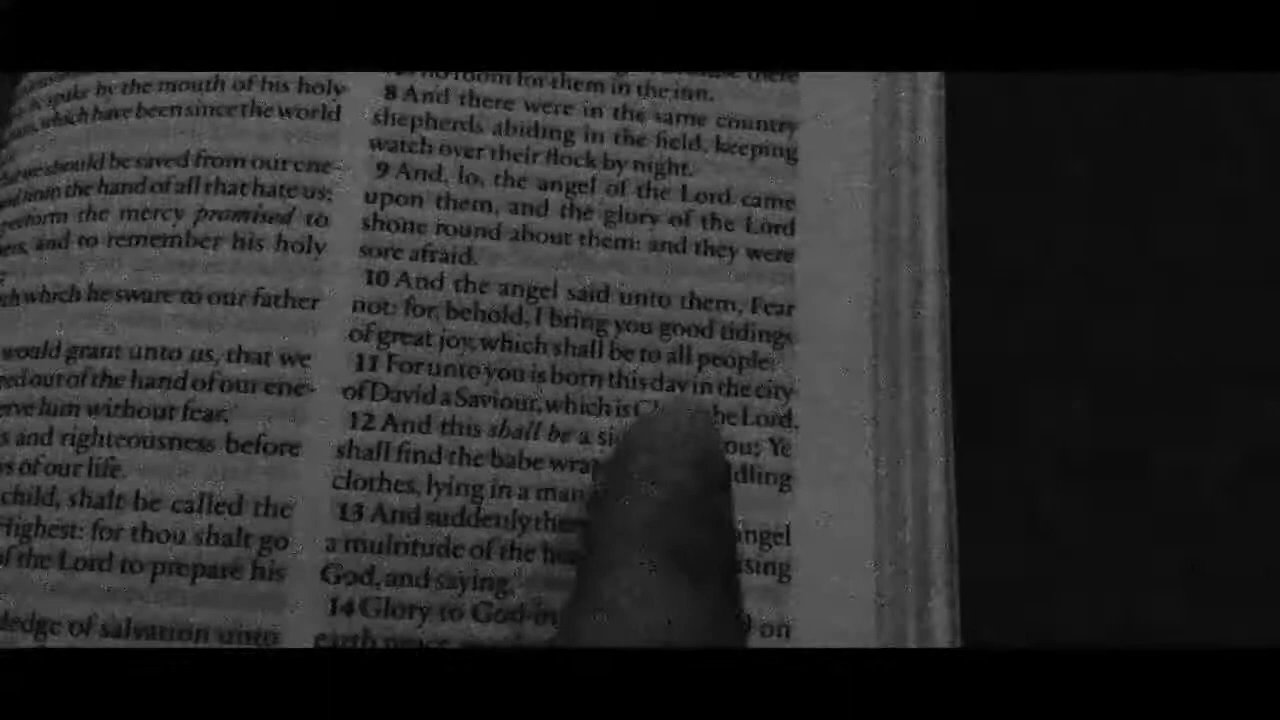 spake by the mouth of his holy
which have been since the world
we should be saved from our ene-
from the hand of all that hate us;
perform the mercy promised to
and to remember his holy
which he sware to our father
would grant unto us, that we
out of the hand of our ene-
serve him without fear,
and righteousness before
of our life.
child, shalt be called the
Highest: for thou shalt go
of the Lord to prepare his
of salvation unto
no room for them in the inn.
8 And there were in the same country
shepherds abiding in the field, keeping
watch over their flock by night.
9 And, lo, the angel of the Lord came
upon them, and the glory of the Lord
shone round about them: and they were
sore afraid.
10 And the angel said unto them, Fear
not: for, behold, I bring you good tidings
of great joy, which shall be to all people.
11 For unto you is born this day in the city
of David a Saviour, which is the Lord.
12 And this shall be a Ye
shall find the babe
clothes, lying in a
13 And suddenly angel
a multitude of the
God, and saying,
14 Glory to God in on
earth peace